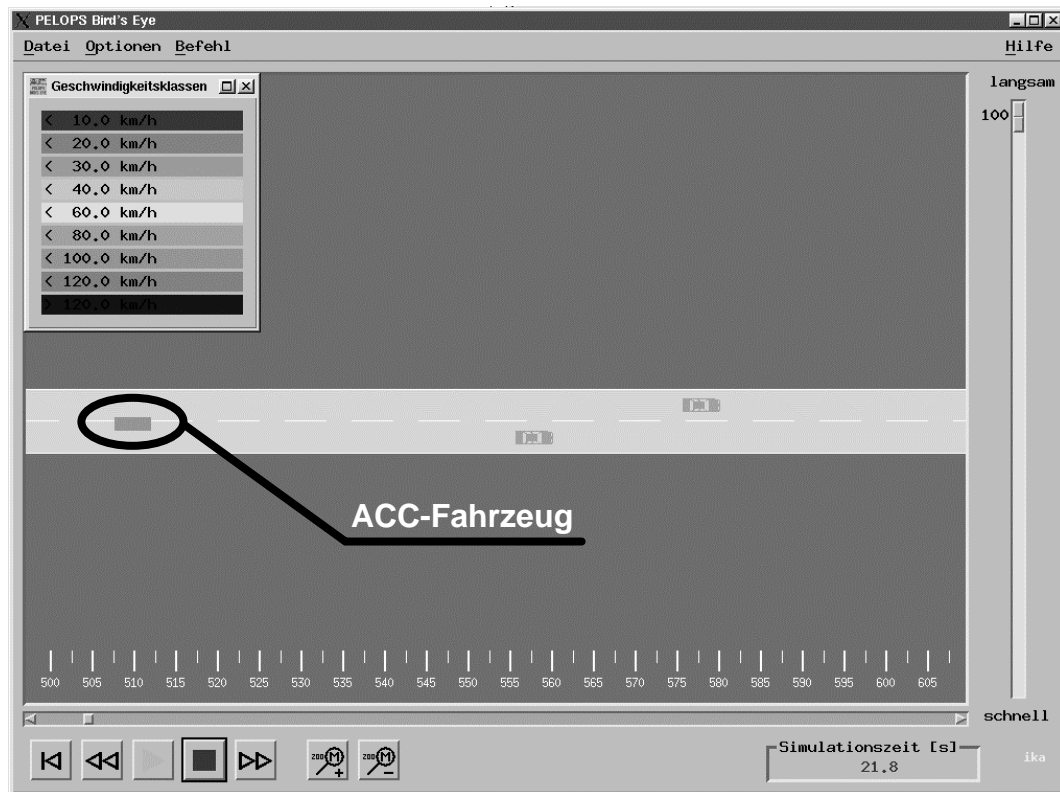 PELOPS Bird's Eye
Datei Optionen Befehl Hilfe
Geschwindigkeitsklassen
langsam
100
< 10.0 km/h
< 20.0 km/h
< 30.0 km/h
< 40.0 km/h
< 60.0 km/h
< 80.0 km/h
< 100.0 km/h
< 120.0 km/h
> 120.0 km/h
ACC-Fahrzeug
500 505 510 515 520 525 530 535 540 545 550 555 560 565 570 575 580 585 590 595 600 605
schnell
200 M + 200 M −
Simulationszeit [s]
21.8
ika